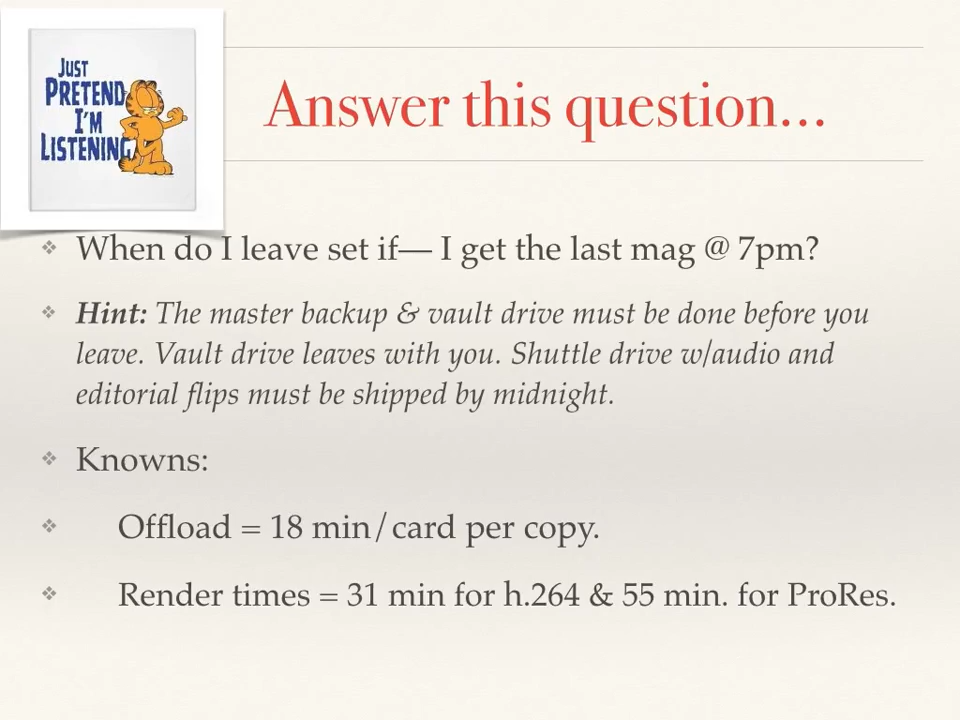 JUST
PRETEND
I'M
LISTENING
Answer this question...
❖ When do I leave set if— I get the last mag @ 7pm?
❖ Hint: The master backup & vault drive must be done before you
leave. Vault drive leaves with you. Shuttle drive w/audio and
editorial flips must be shipped by midnight.
❖ Knowns:
❖ Offload = 18 min/card per copy.
❖ Render times = 31 min for h.264 & 55 min. for ProRes.